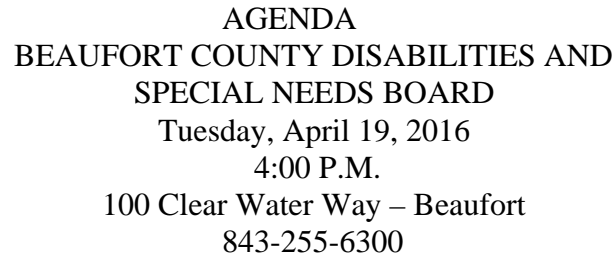 AGENDA
BEAUFORT COUNTY DISABILITIES AND
SPECIAL NEEDS BOARD
Tuesday, April 19, 2016
4:00 P.M.
100 Clear Water Way – Beaufort
843-255-6300